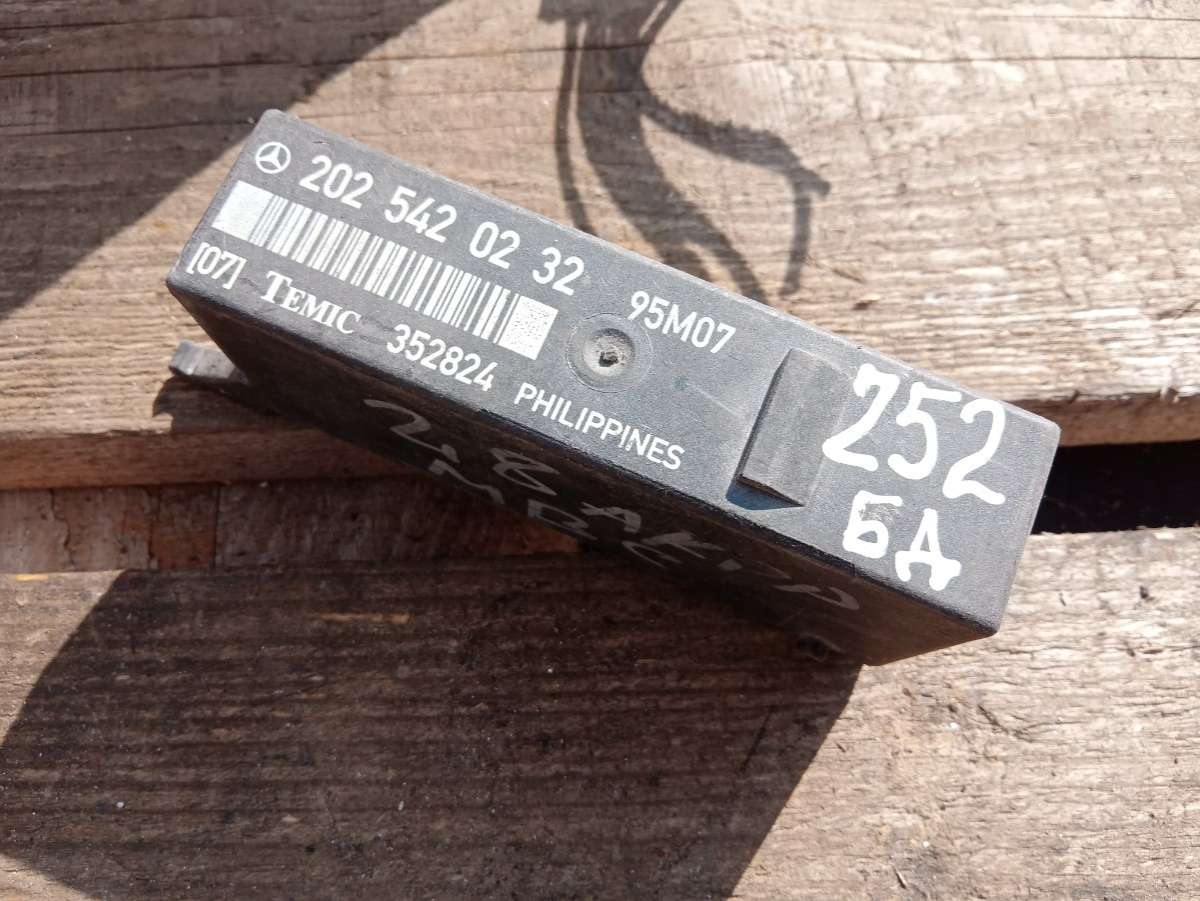 202 542 02 32
95M07
[07] TEMIC 352824 PHILIPPINES
252
БД